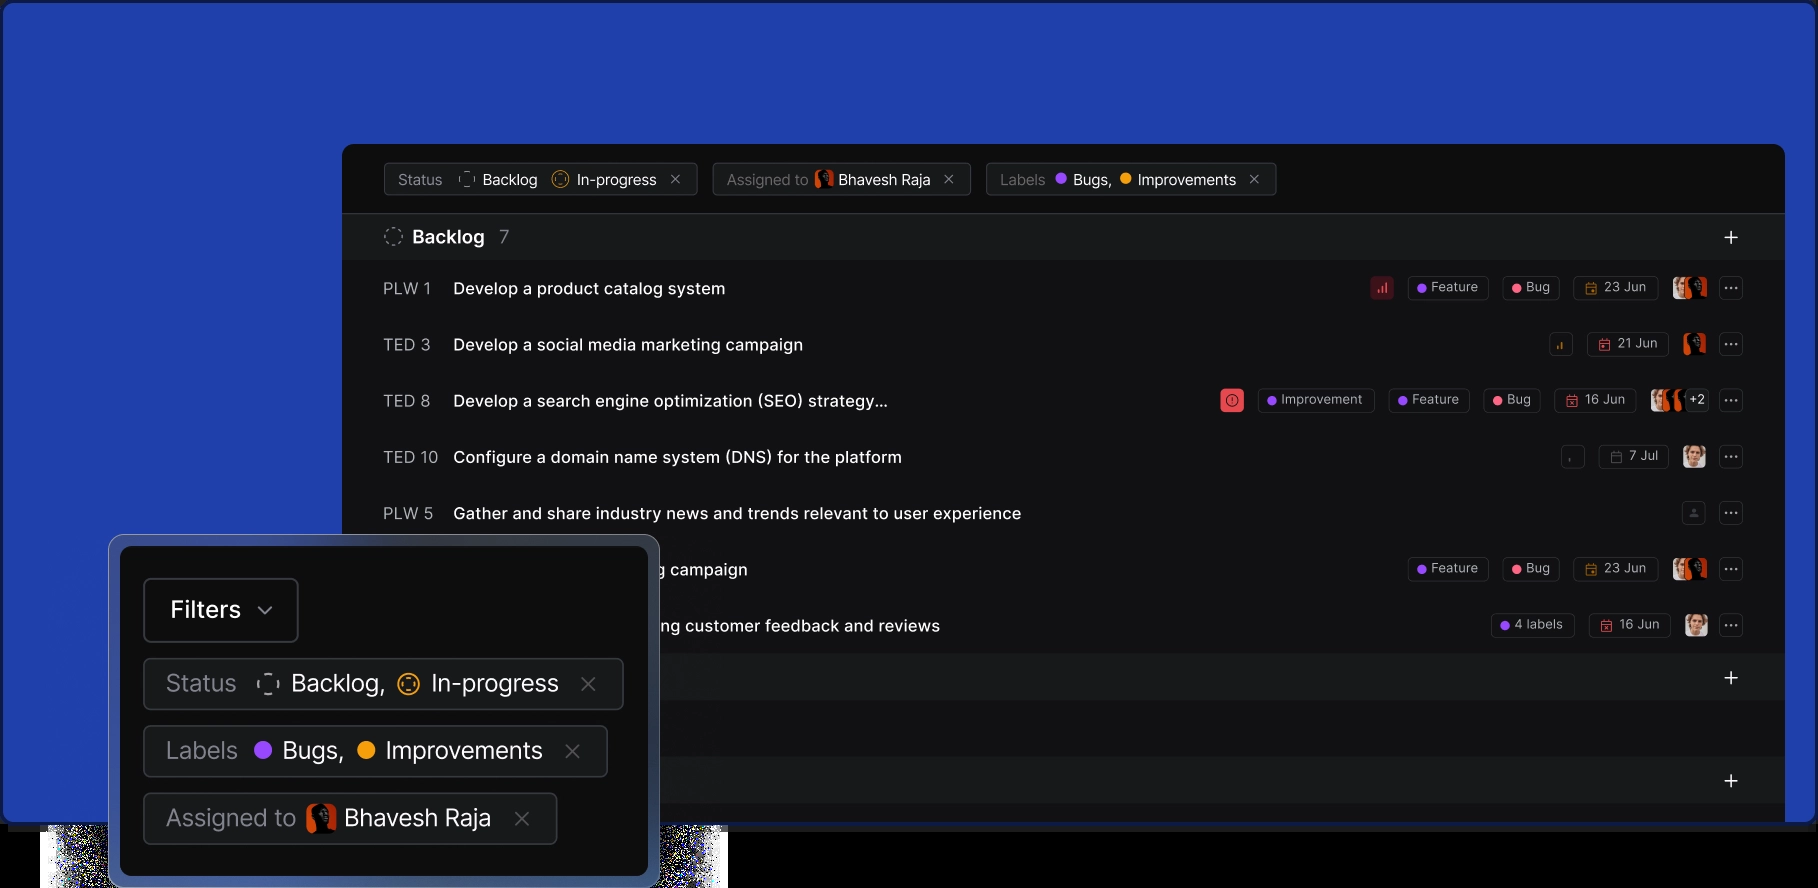 Status Backlog In-progress Assigned to Bhavesh Raja Labels Bugs, Improvements
Backlog 7
PLW 1 Develop a product catalog system Feature Bug 23 Jun
TED 3 Develop a social media marketing campaign 21 Jun
TED 8 Develop a search engine optimization (SEO) strategy... Improvement Feature Bug 16 Jun +2
TED 10 Configure a domain name system (DNS) for the platform 7 Jul
PLW 5 Gather and share industry news and trends relevant to user experience
campaign Feature Bug 23 Jun
ng customer feedback and reviews 4 labels 16 Jun
Filters
Status Backlog, In-progress
Labels Bugs, Improvements
Assigned to Bhavesh Raja